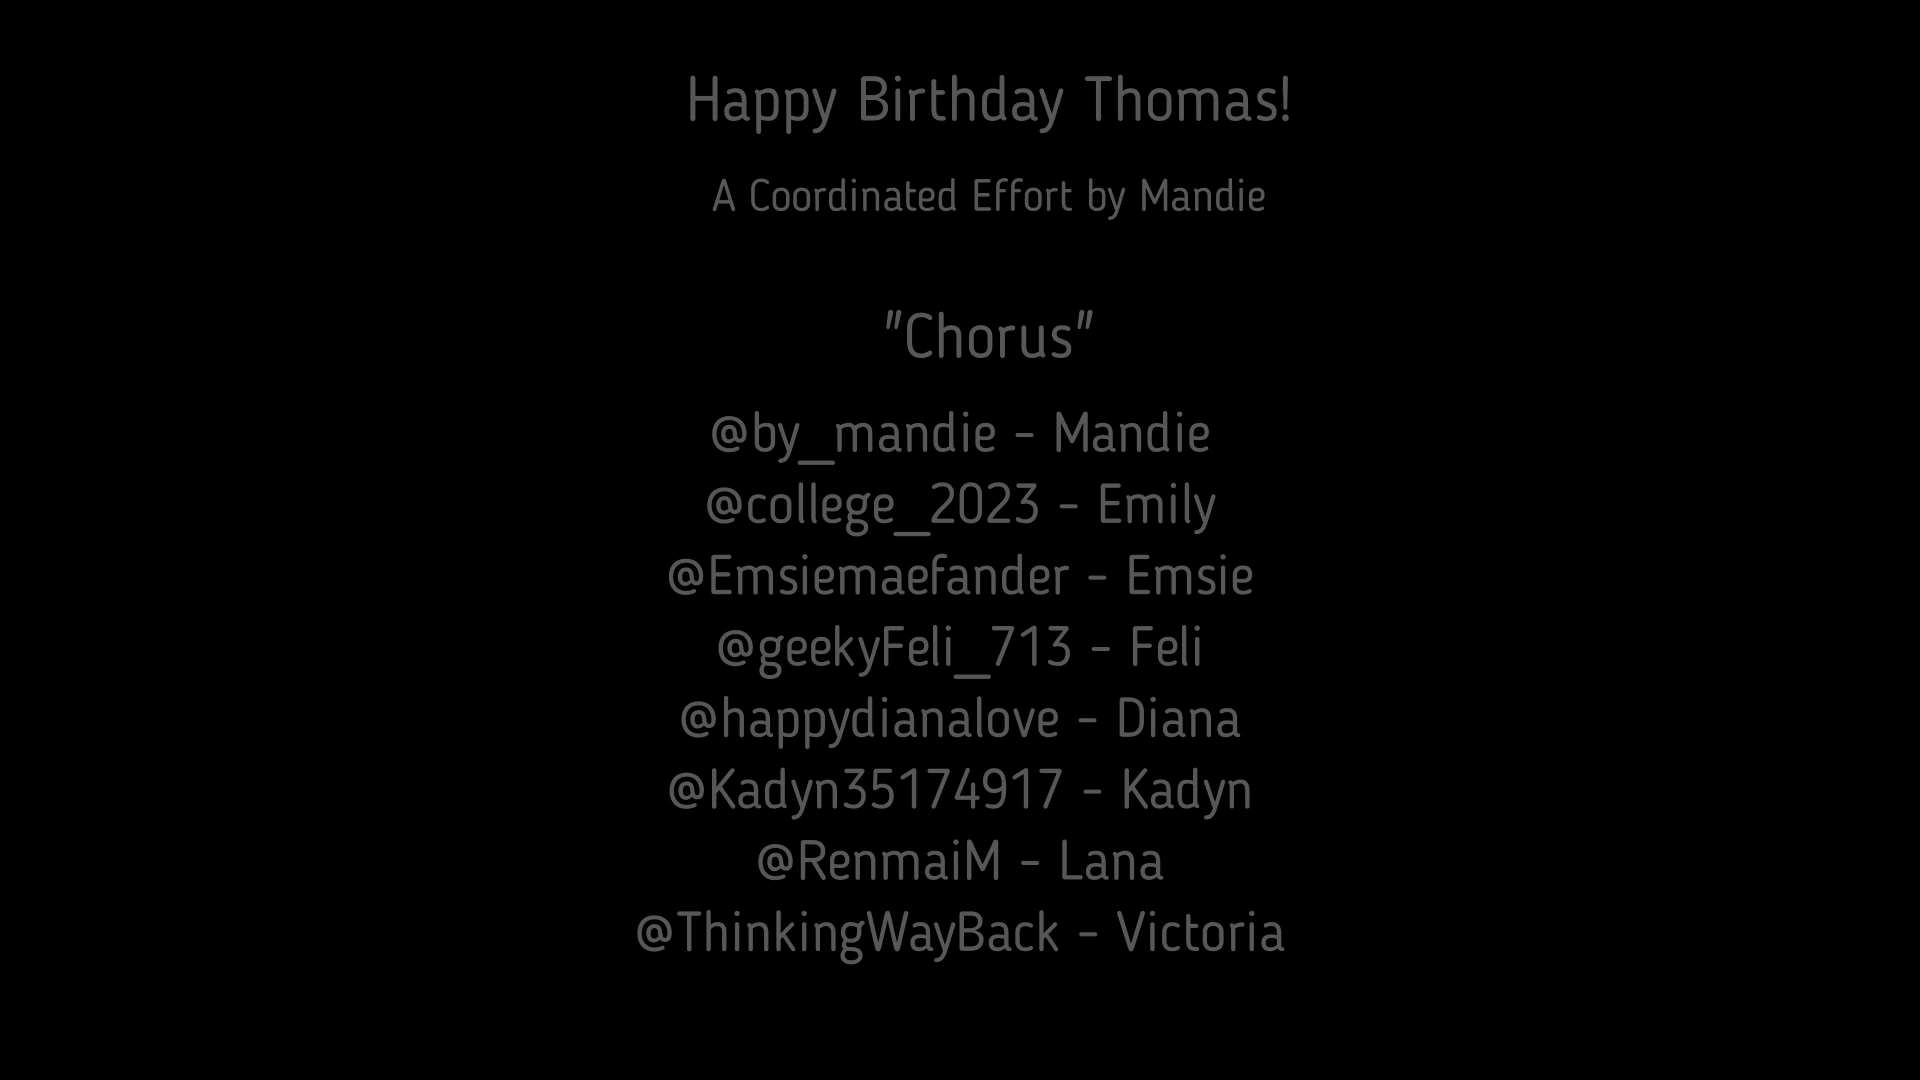 Happy Birthday Thomas!
A Coordinated Effort by Mandie
"Chorus"
@by_mandie - Mandie
@college_2023 - Emily
@Emsiemaefander - Emsie
@geekyFeli_713 - Feli
@happydianalove - Diana
@Kadyn35174917 - Kadyn
@RenmaiM - Lana
@ThinkingWayBack - Victoria